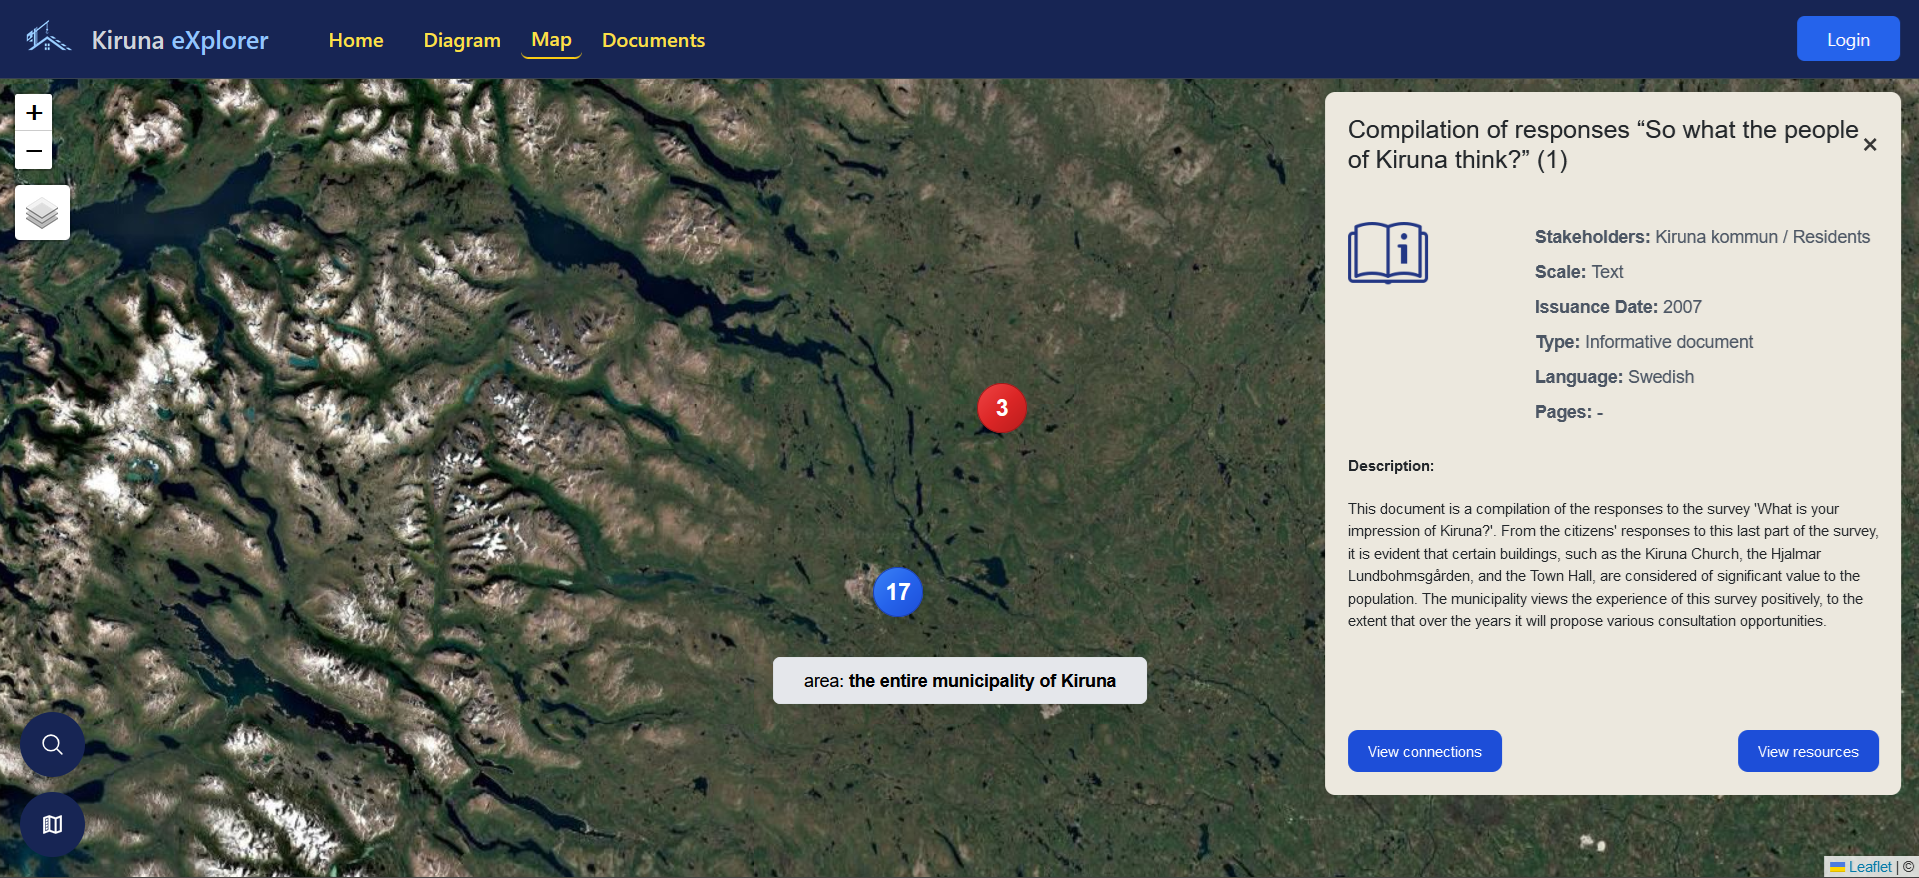 Kiruna eXplorer
Home
Diagram
Map
Documents
Login
+
−
Compilation of responses “So what the people
of Kiruna think?” (1)
×
Stakeholders: Kiruna kommun / Residents
Scale: Text
Issuance Date: 2007
Type: Informative document
Language: Swedish
Pages: -
Description:
This document is a compilation of the responses to the survey 'What is your
impression of Kiruna?'. From the citizens' responses to this last part of the survey,
it is evident that certain buildings, such as the Kiruna Church, the Hjalmar
Lundbohmsgården, and the Town Hall, are considered of significant value to the
population. The municipality views the experience of this survey positively, to the
extent that over the years it will propose various consultation opportunities.
View connections
View resources
3
17
area: the entire municipality of Kiruna
Leaflet | ©